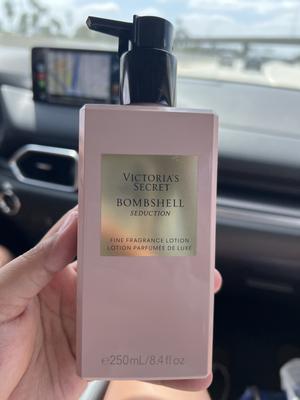 VICTORIA'S
SECRET
BOMBSHELL
SEDUCTION
FINE FRAGRANCE LOTION
LOTION PARFUMÉE DE LUXE
℮250mL/8.4 fl oz